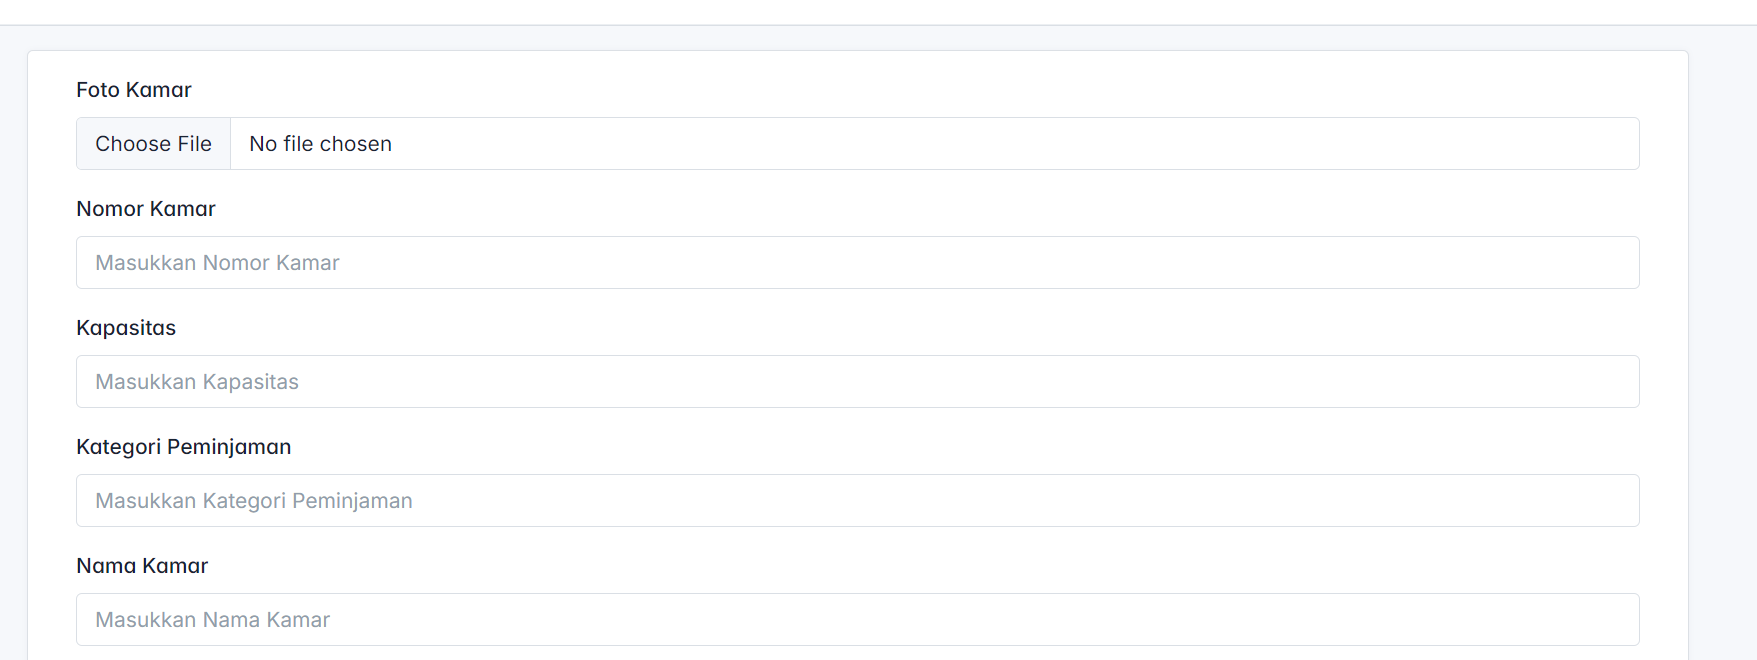 Foto Kamar
Choose File No file chosen
Nomor Kamar
Masukkan Nomor Kamar
Kapasitas
Masukkan Kapasitas
Kategori Peminjaman
Masukkan Kategori Peminjaman
Nama Kamar
Masukkan Nama Kamar